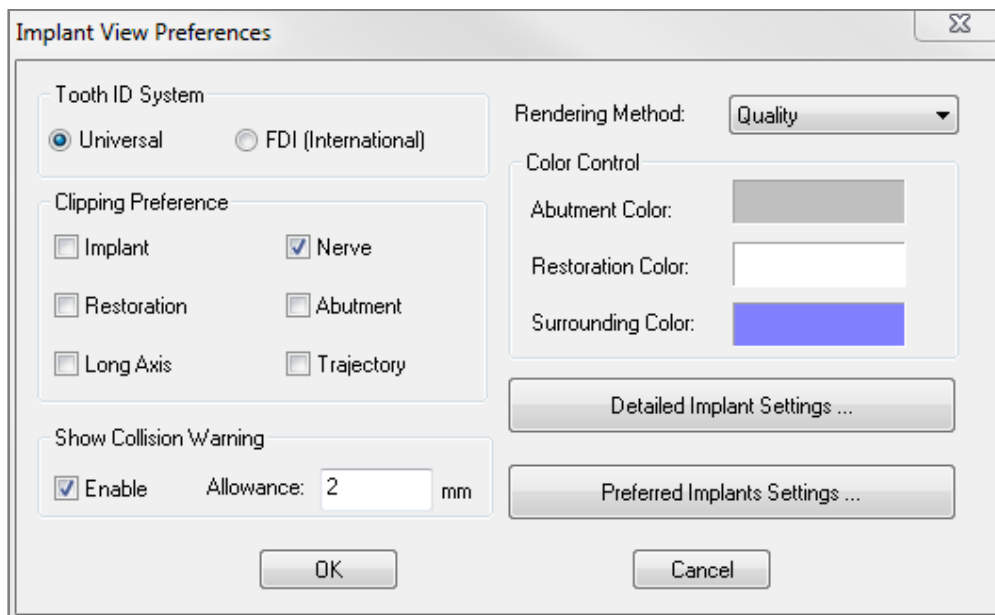 Implant View Preferences
Tooth ID System
Universal
FDI (International)
Clipping Preference
Implant
Nerve
Restoration
Abutment
Long Axis
Trajectory
Show Collision Warning
Enable
Allowance:
2
mm
Rendering Method:
Quality
Color Control
Abutment Color:
Restoration Color:
Surrounding Color:
Detailed Implant Settings ...
Preferred Implants Settings ...
OK
Cancel